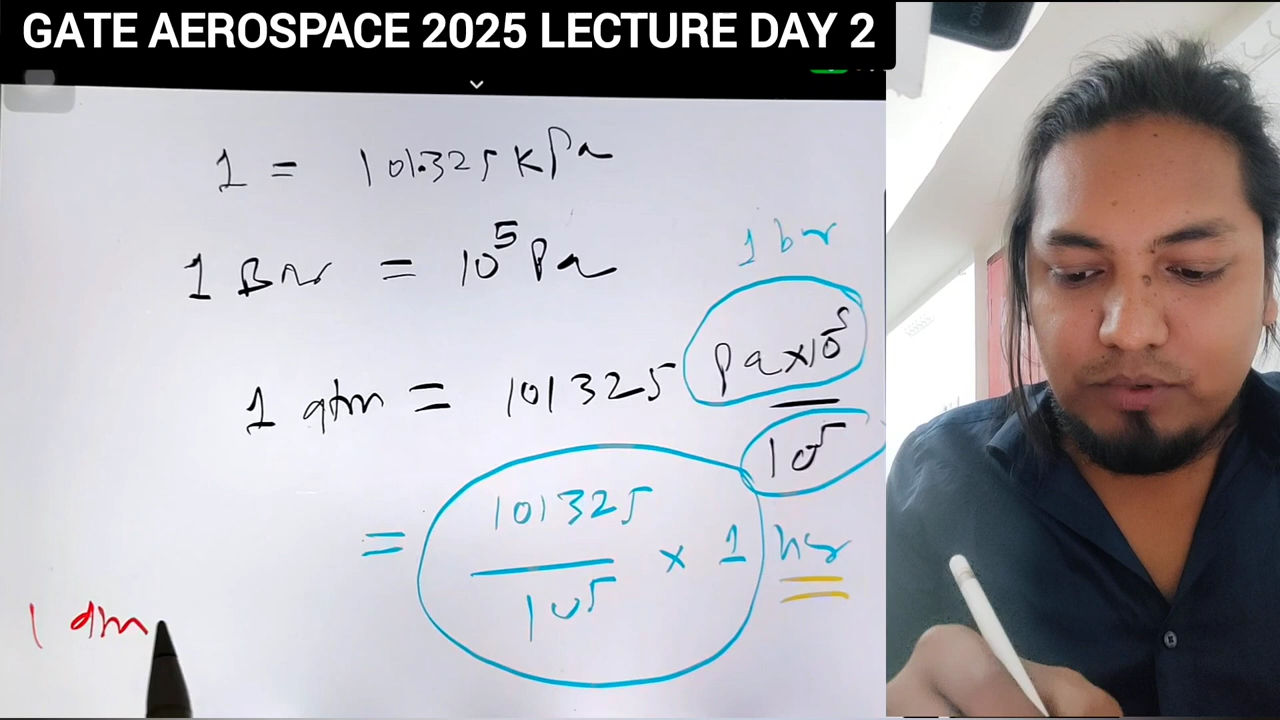 GATE AEROSPACE 2025 LECTURE DAY 2
1 = 101.325 KPa
1 Bar = 10⁵ Pa
1 bar
1 atm = 101325 Pa × 10⁵
10⁵
= 101325
10⁵
× 1 bar
1 atm